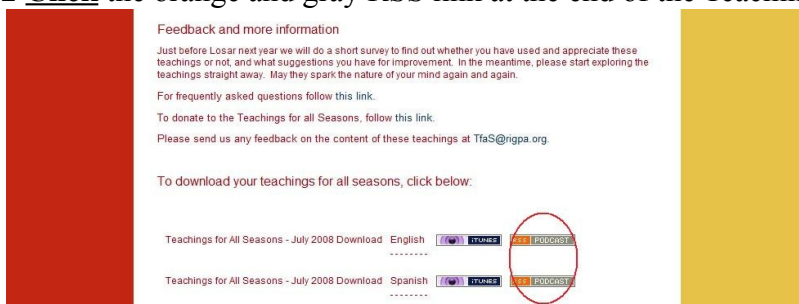 Click the orange and gray RSS link at the end of the Teachin
Feedback and more information
Just before Losar next year we will do a short survey to find out whether you have used and appreciate these
teachings or not, and what suggestions you have for improvement. In the meantime, please start exploring the
teachings straight away. May they spark the nature of your mind again and again.
For frequently asked questions follow this link.
To donate to the Teachings for all Seasons, follow this link.
Please send us any feedback on the content of these teachings at TfaS@rigpa.org.
To download your teachings for all seasons, click below:
Teachings for All Seasons - July 2008 Download English iTUNES RSS PODCAST
--------
Teachings for All Seasons - July 2008 Download Spanish iTUNES RSS PODCAST
--------